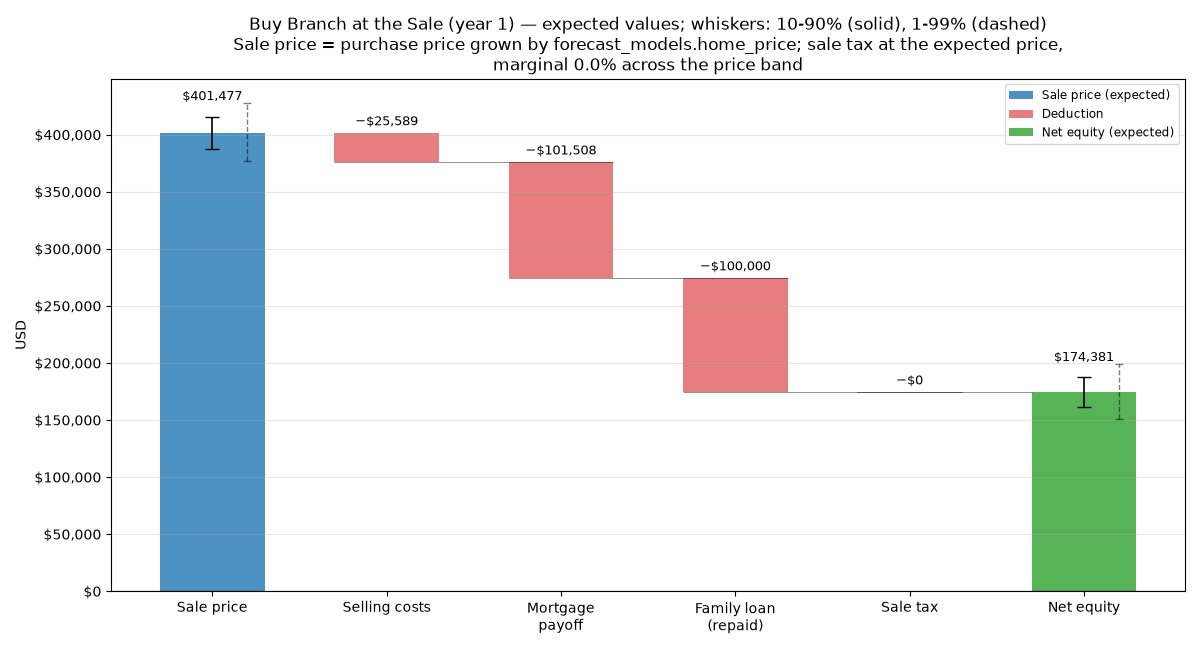 Buy Branch at the Sale (year 1) — expected values; whiskers: 10-90% (solid), 1-99% (dashed)
Sale price = purchase price grown by forecast_models.home_price; sale tax at the expected price,
marginal 0.0% across the price band
Sale price (expected)
Deduction
Net equity (expected)
USD
$400,000
$350,000
$300,000
$250,000
$200,000
$150,000
$100,000
$50,000
$0
$401,477
−$25,589
−$101,508
−$100,000
−$0
$174,381
Sale price
Selling costs
Mortgage
payoff
Family loan
(repaid)
Sale tax
Net equity